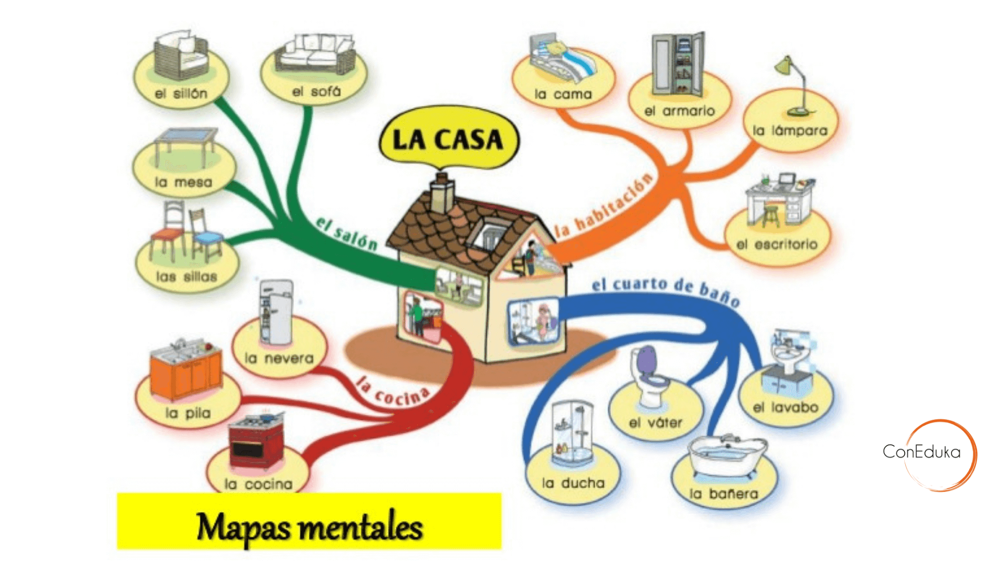 LA CASA
el salón
el sillón
el sofá
la mesa
las sillas
la habitación
la cama
el armario
la lámpara
el escritorio
la cocina
la nevera
la pila
la cocina
el cuarto de baño
el lavabo
el váter
la bañera
la ducha
Mapas mentales
ConEduka